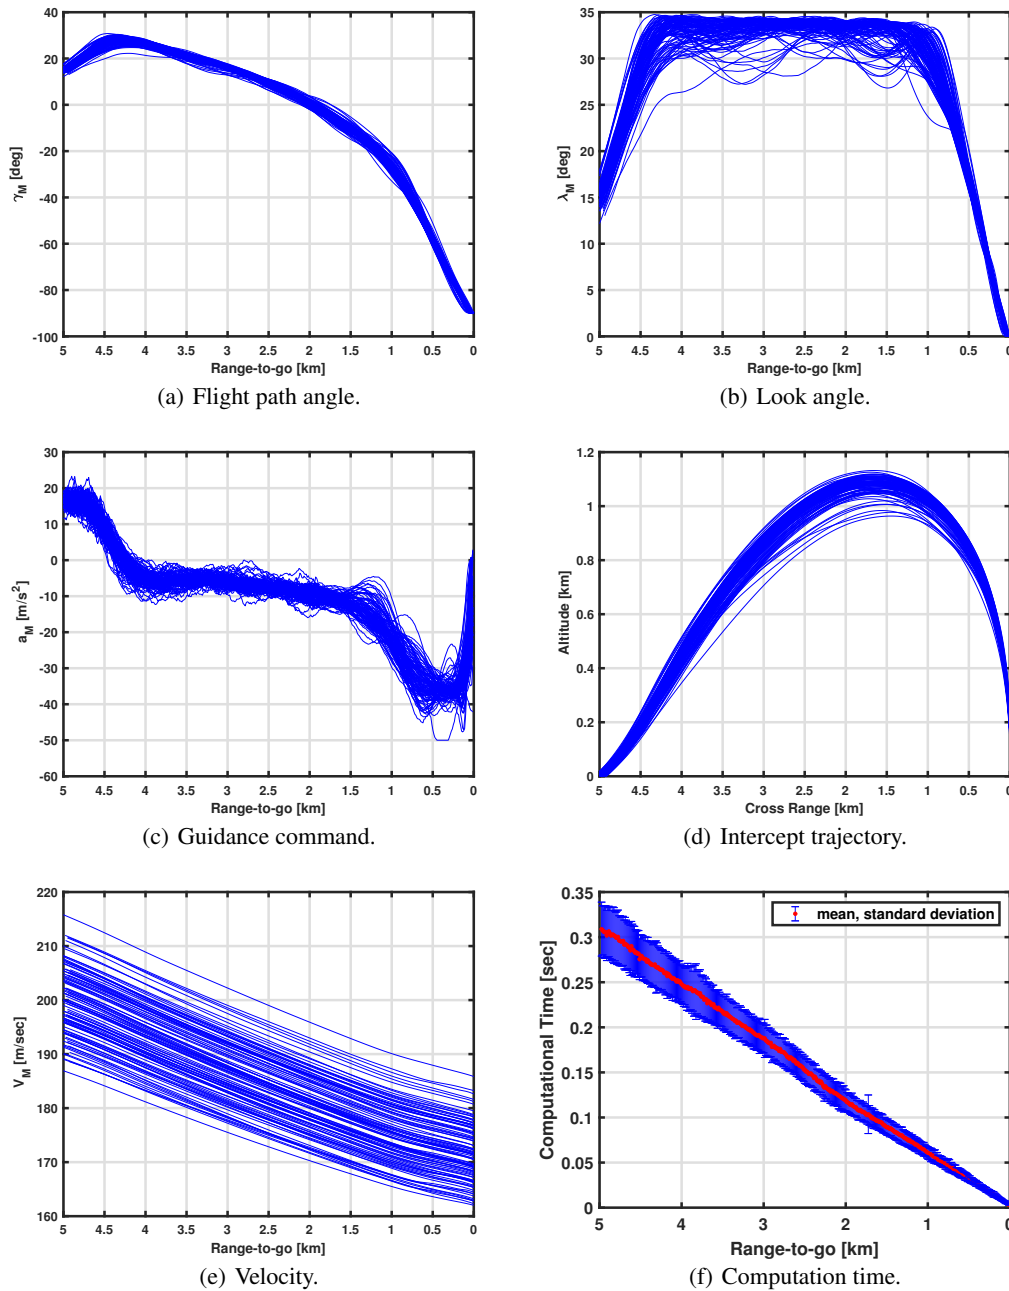 40
20
0
-20
-40
-60
-80
-100
γM [deg]
5 4.5 4 3.5 3 2.5 2 1.5 1 0.5 0
Range-to-go [km]
(a) Flight path angle.
35
30
25
20
15
10
5
0
λM [deg]
5 4.5 4 3.5 3 2.5 2 1.5 1 0.5 0
Range-to-go [km]
(b) Look angle.
30
20
10
0
-10
-20
-30
-40
-50
-60
aM [m/s²]
5 4.5 4 3.5 3 2.5 2 1.5 1 0.5 0
Range-to-go [km]
(c) Guidance command.
1.2
1
0.8
0.6
0.4
0.2
0
Altitude [km]
5 4.5 4 3.5 3 2.5 2 1.5 1 0.5 0
Cross Range [km]
(d) Intercept trajectory.
220
210
200
190
180
170
160
VM [m/sec]
5 4.5 4 3.5 3 2.5 2 1.5 1 0.5 0
Range-to-go [km]
(e) Velocity.
0.35
0.3
0.25
0.2
0.15
0.1
0.05
0
Computational Time [sec]
mean, standard deviation
5 4 3 2 1 0
Range-to-go [km]
(f) Computation time.